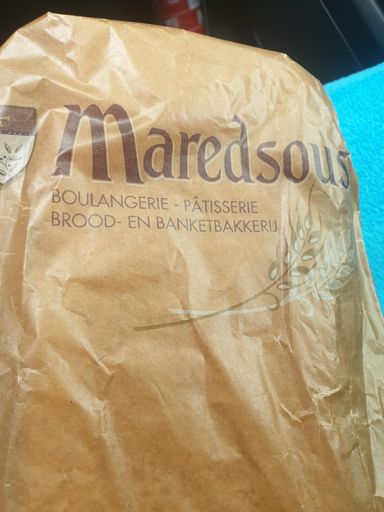 Maredsous
BOULANGERIE - PÂTISSERIE
BROOD- EN BANKETBAKKERIJ